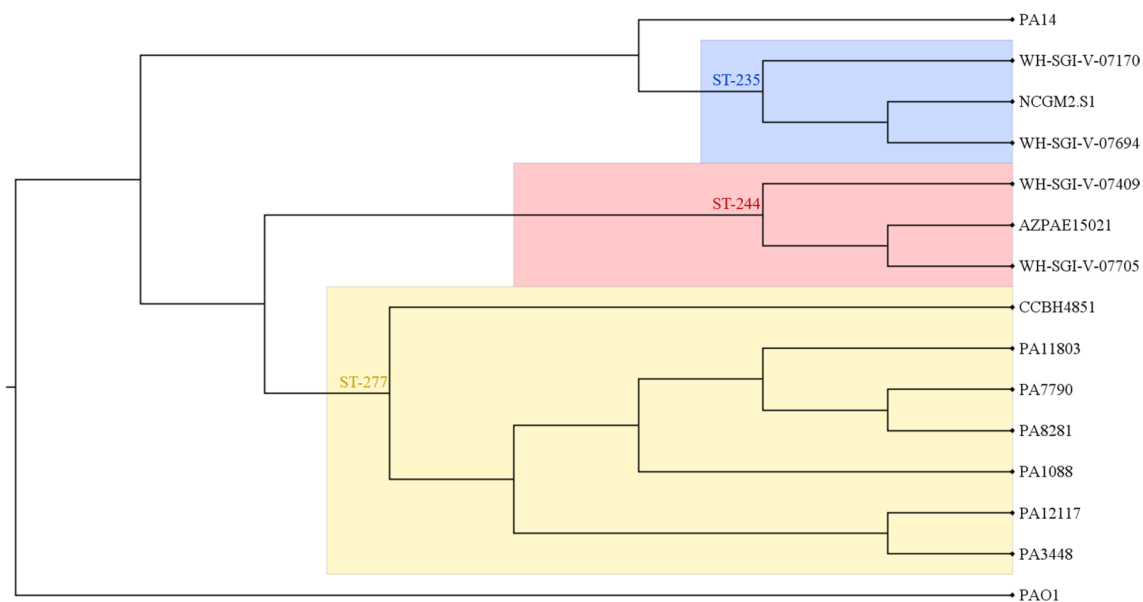 PA14
WH-SGI-V-07170
ST-235
NCGM2.S1
WH-SGI-V-07694
WH-SGI-V-07409
ST-244
AZPAE15021
WH-SGI-V-07705
CCBH4851
PA11803
ST-277
PA7790
PA8281
PA1088
PA12117
PA3448
PAO1